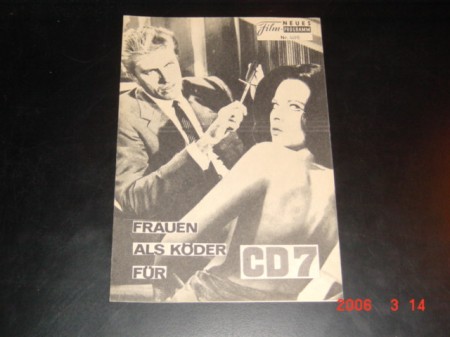 Film-
NEUES
PROGRAMM
FRAUEN
ALS KÖDER
FÜR
CD7
2006 3 14